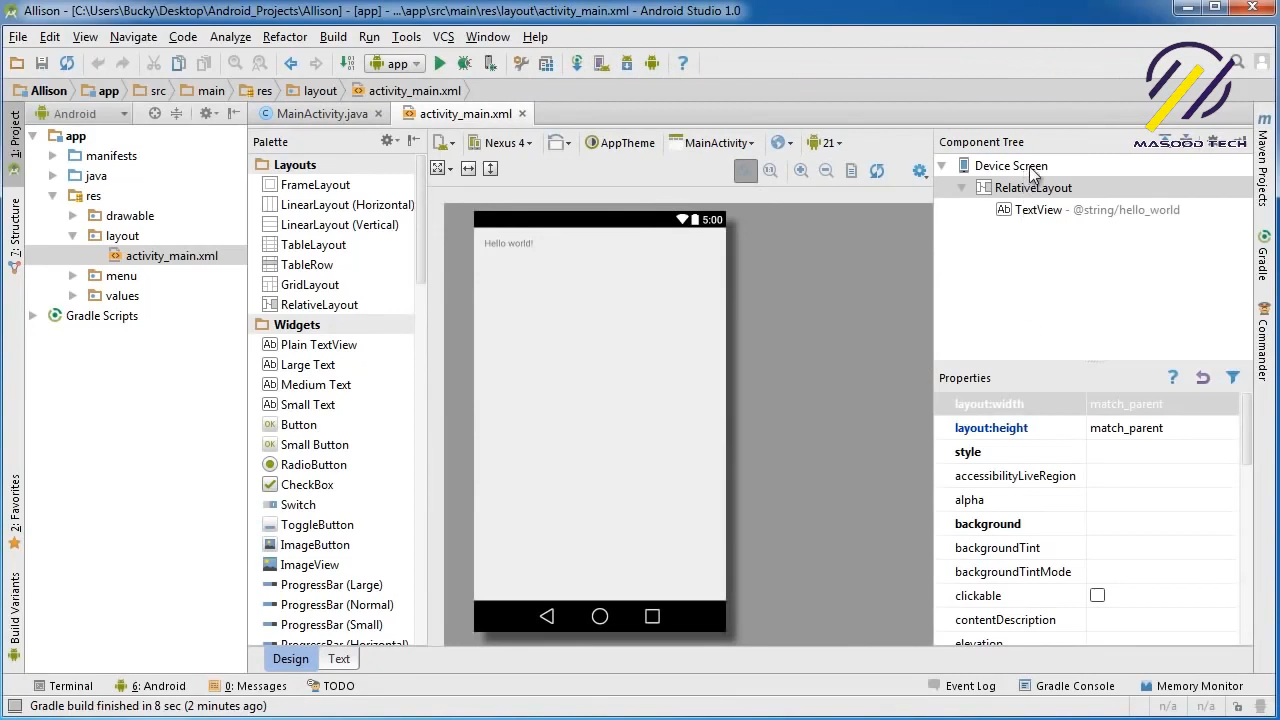 Allison - [C:\Users\Bucky\Desktop\Android_Projects\Allison] - [app] - ...\app\src\main\res\layout\activity_main.xml - Android Studio 1.0
File Edit View Navigate Code Analyze Refactor Build Run Tools VCS Window Help
app
Allison app src main res layout activity_main.xml
MASOOD TECH
1: Project
7: Structure
2: Favorites
Build Variants
Android
app
manifests
java
res
drawable
layout
activity_main.xml
menu
values
Gradle Scripts
MainActivity.java activity_main.xml
Palette
Layouts
FrameLayout
LinearLayout (Horizontal)
LinearLayout (Vertical)
TableLayout
TableRow
GridLayout
RelativeLayout
Widgets
Plain TextView
Large Text
Medium Text
Small Text
Button
Small Button
RadioButton
CheckBox
Switch
ToggleButton
ImageButton
ImageView
ProgressBar (Large)
ProgressBar (Normal)
ProgressBar (Small)
ProgressBar (Horizontal)
Design Text
Nexus 4 AppTheme MainActivity 21
5:00
Hello world!
Component Tree
Device Screen
RelativeLayout
TextView - @string/hello_world
Properties
layout:width match_parent
layout:height match_parent
style
accessibilityLiveRegion
alpha
background
backgroundTint
backgroundTintMode
clickable
contentDescription
elevation
Maven Projects
Gradle
Commander
Terminal 6: Android 0: Messages TODO Event Log Gradle Console Memory Monitor
Gradle build finished in 8 sec (2 minutes ago) n/a n/a